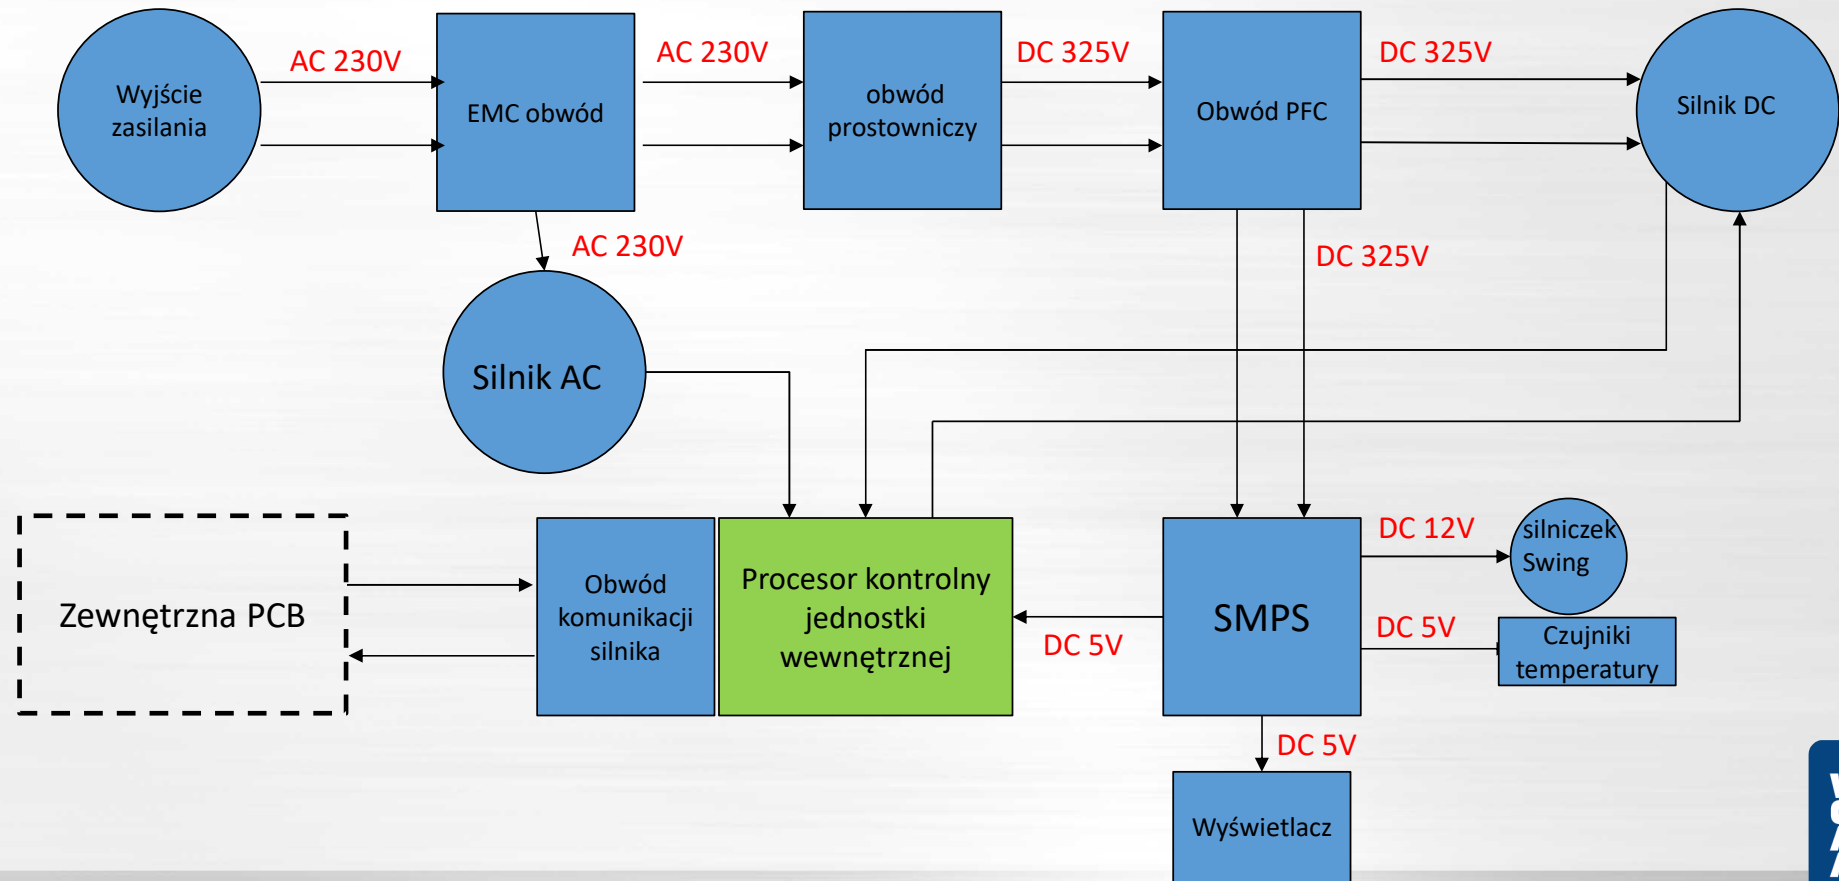 AC 230V
AC 230V
DC 325V
DC 325V
Wyjście
zasilania
EMC obwód
obwód
prostowniczy
Obwód PFC
Silnik DC
AC 230V
DC 325V
Silnik AC
Zewnętrzna PCB
Obwód
komunikacji
silnika
Procesor kontrolny
jednostki
wewnętrznej
DC 5V
SMPS
DC 12V
silniczek
Swing
DC 5V
Czujniki
temperatury
DC 5V
Wyświetlacz